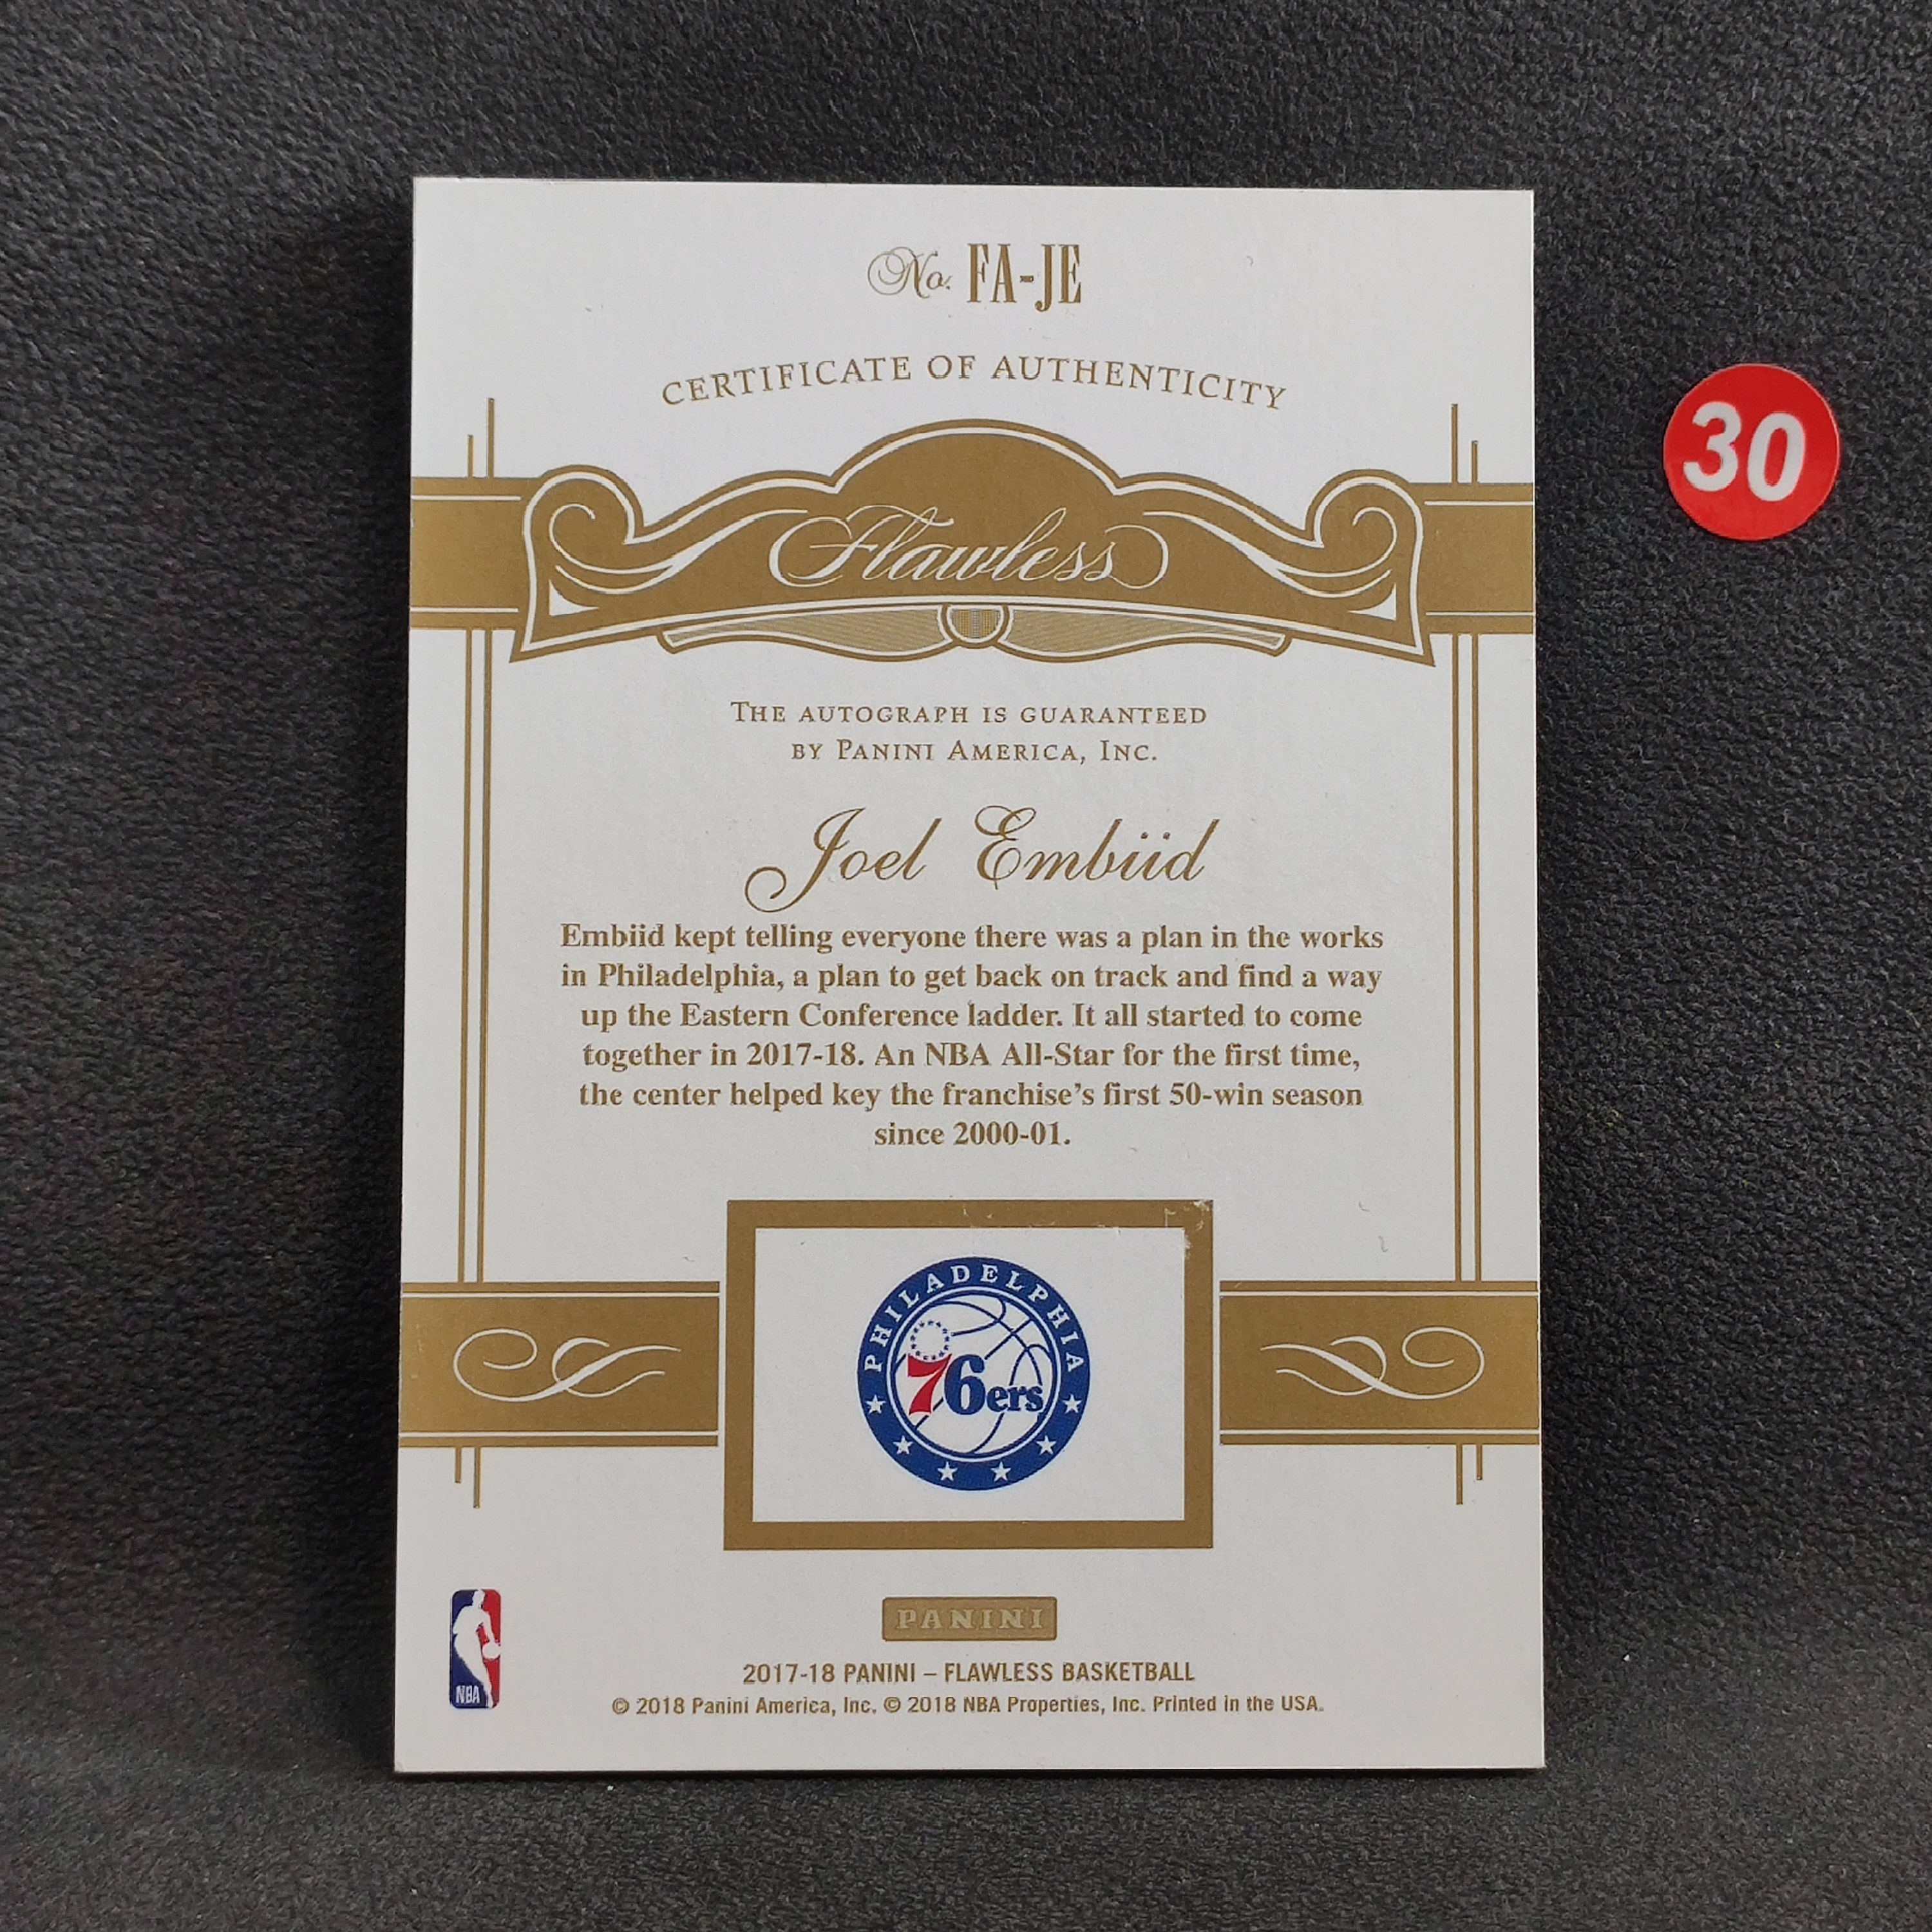 No. FA-JE
CERTIFICATE OF AUTHENTICITY
30
Flawless
THE AUTOGRAPH IS GUARANTEED
BY PANINI AMERICA, INC.
Joel Embiid
Embiid kept telling everyone there was a plan in the works
in Philadelphia, a plan to get back on track and find a way
up the Eastern Conference ladder. It all started to come
together in 2017-18. An NBA All-Star for the first time,
the center helped key the franchise’s first 50-win season
since 2000-01.
PHILADELPHIA
76ers
NBA
PANINI
2017-18 PANINI – FLAWLESS BASKETBALL
© 2018 Panini America, Inc. © 2018 NBA Properties, Inc. Printed in the USA.